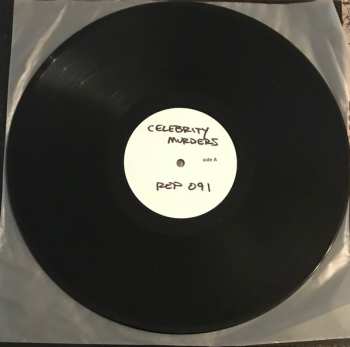 CELEBRITY
MURDERS
side A
REP 091